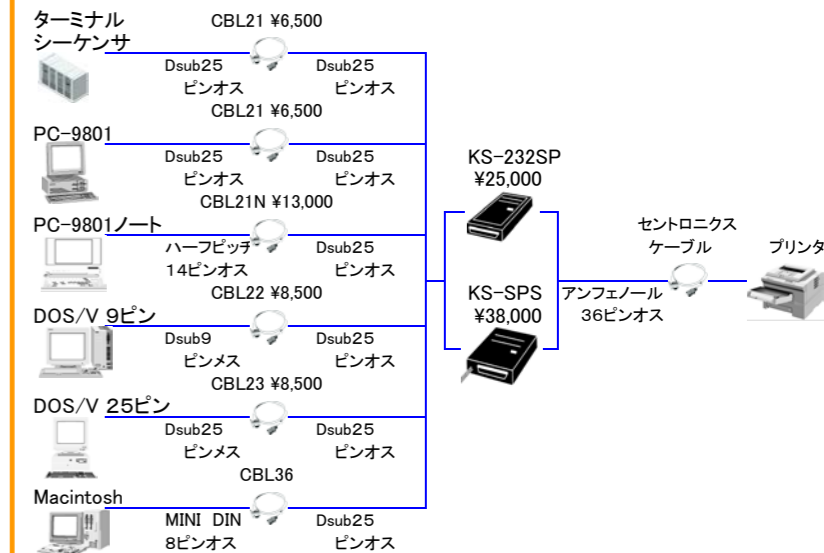 ターミナル
シーケンサ
CBL21 ¥6,500
Dsub25
ピンオス
Dsub25
ピンオス
PC-9801
CBL21 ¥6,500
Dsub25
ピンオス
Dsub25
ピンオス
PC-9801ノート
CBL21N ¥13,000
ハーフピッチ
14ピンオス
Dsub25
ピンオス
DOS/V 9ピン
CBL22 ¥8,500
Dsub9
ピンメス
Dsub25
ピンオス
DOS/V 25ピン
CBL23 ¥8,500
Dsub25
ピンメス
Dsub25
ピンオス
Macintosh
CBL36
MINI DIN
8ピンオス
Dsub25
ピンオス
KS-232SP
¥25,000
KS-SPS
¥38,000
アンフェノール
36ピンオス
セントロニクス
ケーブル
プリンタ